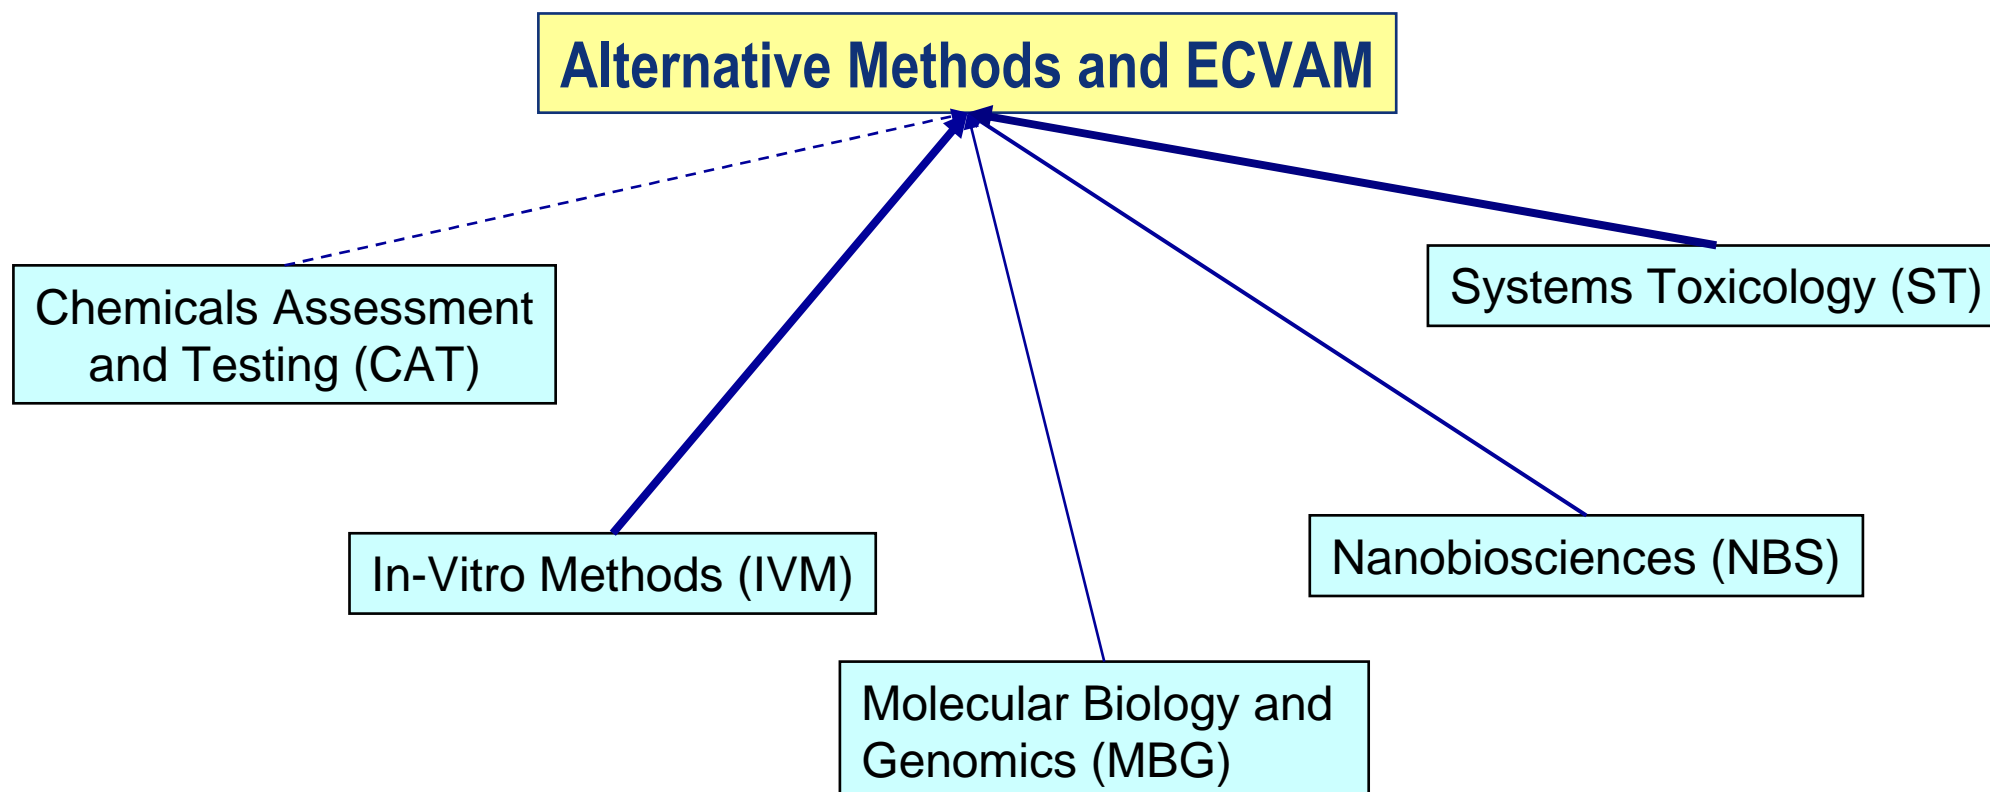 Alternative Methods and ECVAM
Chemicals Assessment
and Testing (CAT)
Systems Toxicology (ST)
In-Vitro Methods (IVM)
Nanobiosciences (NBS)
Molecular Biology and
Genomics (MBG)